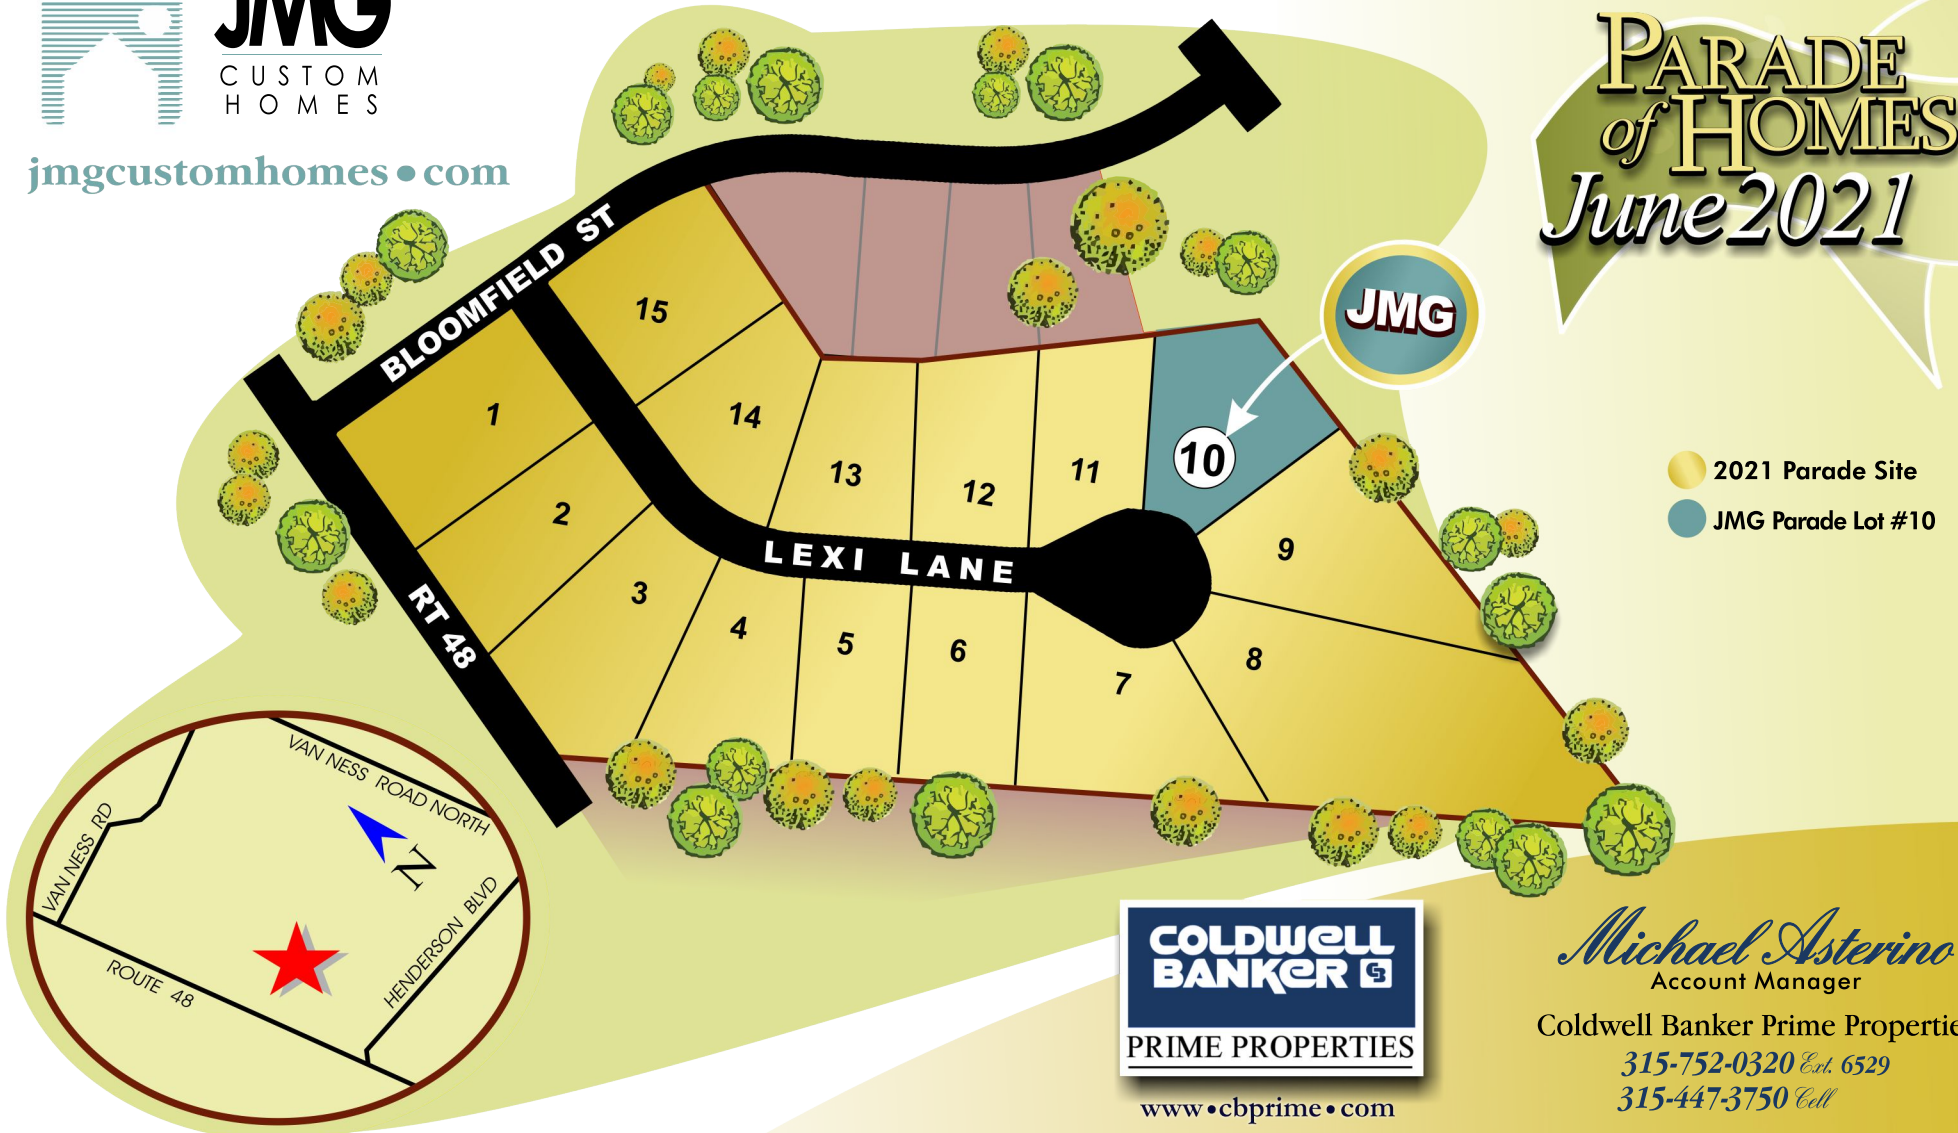 JMG
CUSTOM
HOMES
jmgcustomhomes•com
PARADE
of HOMES
June 2021
BLOOMFIELD ST
15
1
14
2
13
12
11
10
JMG
9
3
LEXI LANE
4
5
6
7
8
RT 48
2021 Parade Site
JMG Parade Lot #10
VAN NESS ROAD NORTH
VAN NESS RD
N
HENDERSON BLVD
ROUTE 48
COLDWELL
BANKER CB
PRIME PROPERTIES
www•cbprime•com
Michael Asterino
Account Manager
Coldwell Banker Prime Propertie
315-752-0320 Ext. 6529
315-447-3750 Cell